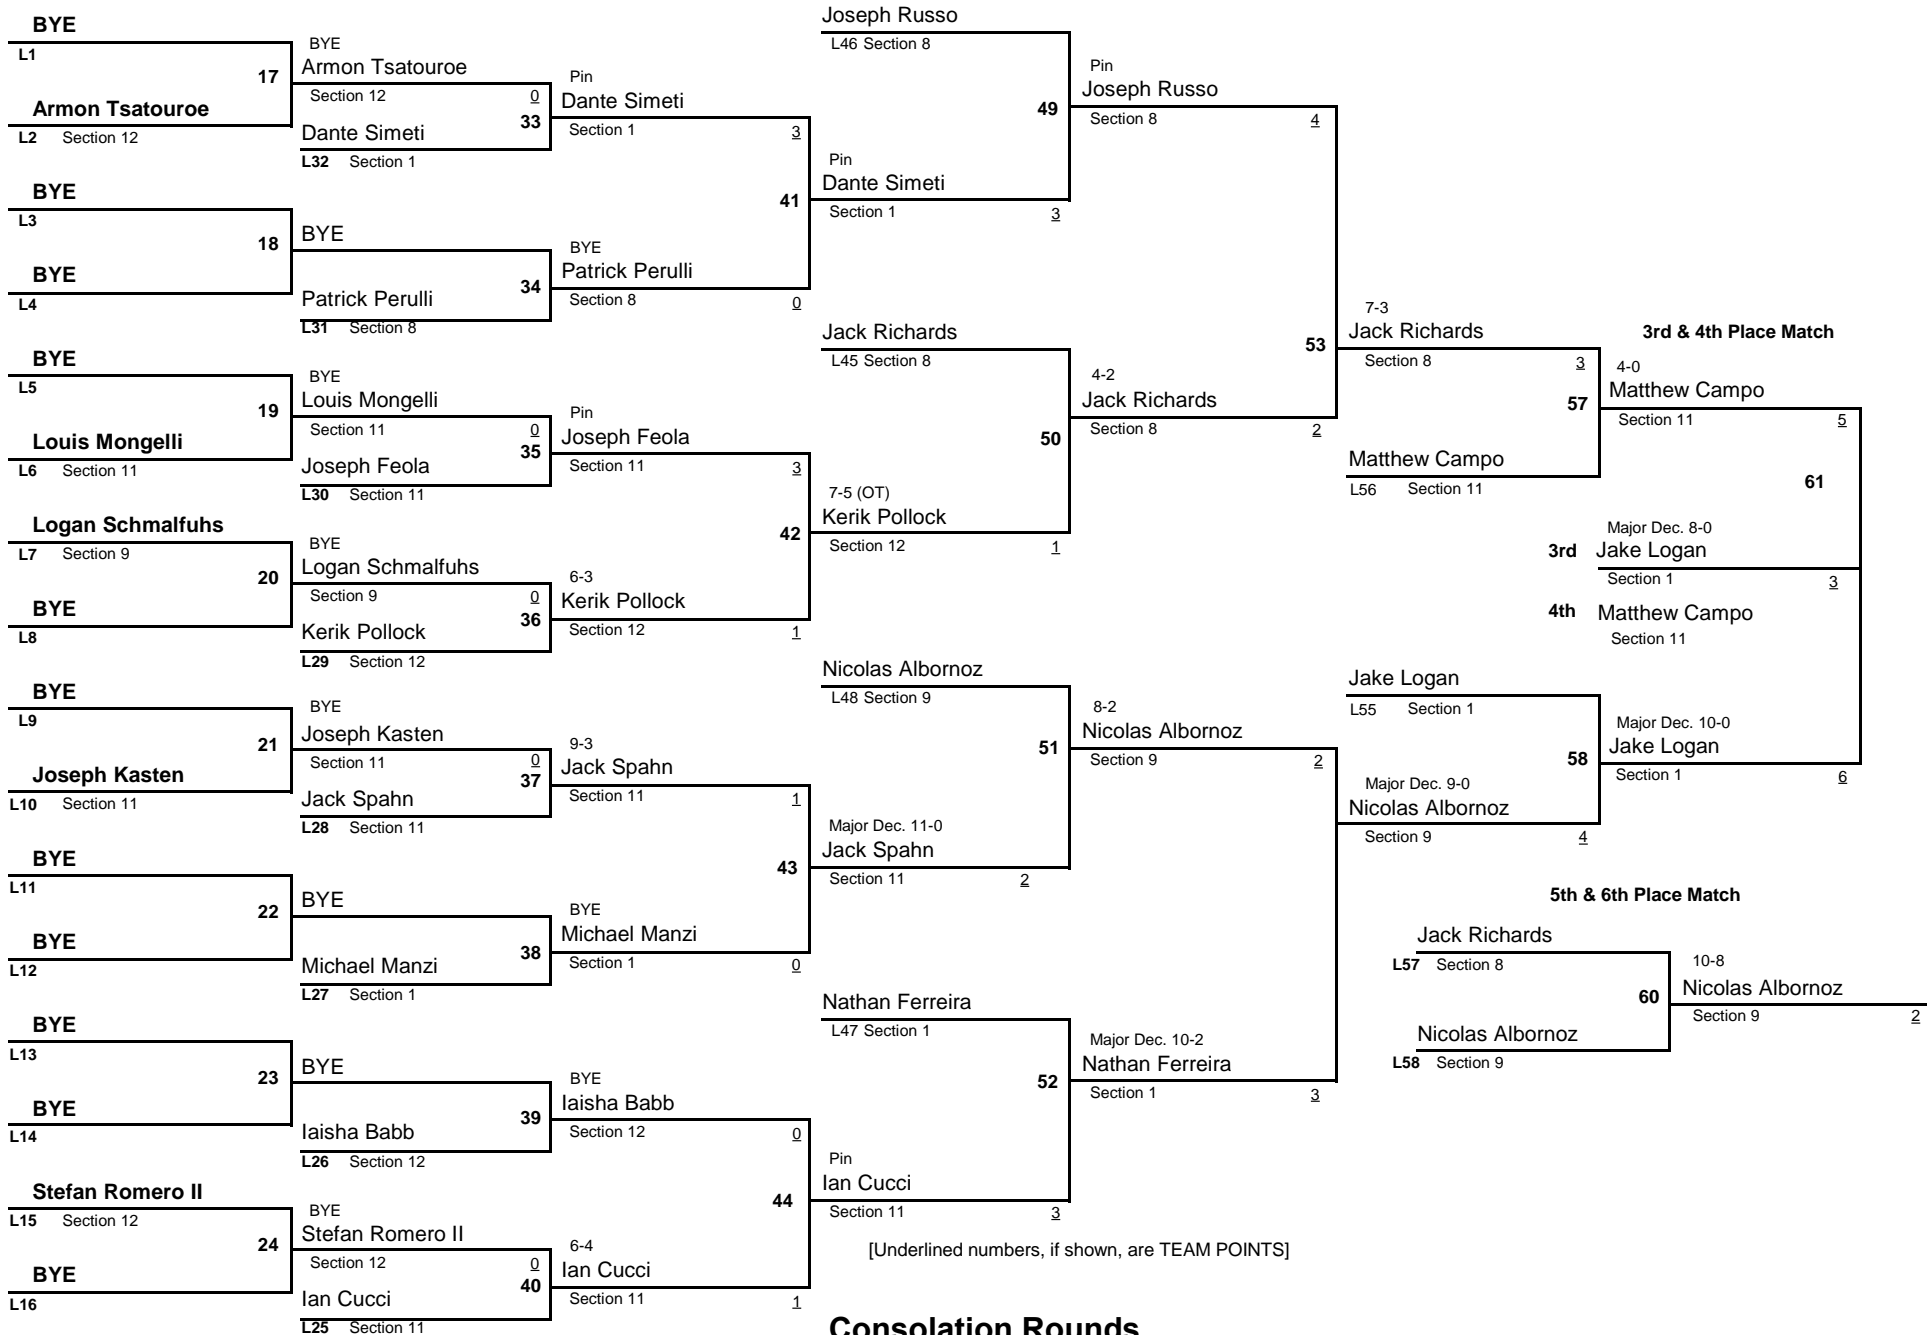 BYE
L1
17
Armon Tsatouroe
L2 Section 12
BYE
L3
18
BYE
L4
BYE
L5
19
Louis Mongelli
L6 Section 11
Logan Schmalfuhs
L7 Section 9
20
BYE
L8
BYE
L9
21
Joseph Kasten
L10 Section 11
BYE
L11
22
BYE
L12
BYE
L13
23
BYE
L14
Stefan Romero II
L15 Section 12
24
BYE
L16
BYE
Armon Tsatouroe
Section 12 0
33
Dante Simeti
L32 Section 1
BYE
34
Patrick Perulli
L31 Section 8
BYE
Louis Mongelli
Section 11 0
35
Joseph Feola
L30 Section 11
BYE
Logan Schmalfuhs
Section 9 0
36
Kerik Pollock
L29 Section 12
BYE
Joseph Kasten
Section 11 0
37
Jack Spahn
L28 Section 11
BYE
38
Michael Manzi
L27 Section 1
BYE
39
Iaisha Babb
L26 Section 12
BYE
Stefan Romero II
Section 12 0
40
Ian Cucci
L25 Section 11
Pin
Dante Simeti
Section 1 3
41
BYE
Patrick Perulli
Section 8 0
Pin
Joseph Feola
Section 11 3
42
6-3
Kerik Pollock
Section 12 1
9-3
Jack Spahn
Section 11 1
43
BYE
Michael Manzi
Section 1 0
BYE
Iaisha Babb
Section 12 0
44
6-4
Ian Cucci
Section 11 1
Joseph Russo
L46 Section 8
49
Pin
Dante Simeti
Section 1 3
Jack Richards
L45 Section 8
50
7-5 (OT)
Kerik Pollock
Section 12 1
Nicolas Albornoz
L48 Section 9
51
Major Dec. 11-0
Jack Spahn
Section 11 2
Nathan Ferreira
L47 Section 1
52
Pin
Ian Cucci
Section 11 3
[Underlined numbers, if shown, are TEAM POINTS]
Consolation Rounds
Pin
Joseph Russo
Section 8 4
53
4-2
Jack Richards
Section 8 2
8-2
Nicolas Albornoz
Section 9 2
Major Dec. 10-2
Nathan Ferreira
Section 1 3
7-3
Jack Richards
Section 8 3
57
Matthew Campo
L56 Section 11
Jake Logan
L55 Section 1
58
Major Dec. 9-0
Nicolas Albornoz
Section 9 4
3rd & 4th Place Match
4-0
Matthew Campo
Section 11 5
61
Major Dec. 8-0
3rd Jake Logan
Section 1 3
4th Matthew Campo
Section 11
Major Dec. 10-0
Jake Logan
Section 1 6
5th & 6th Place Match
Jack Richards
L57 Section 8
60
Nicolas Albornoz
L58 Section 9
10-8
Nicolas Albornoz
Section 9 2